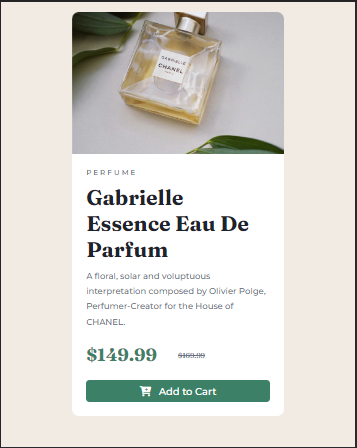 GABRIELLE
CHANEL
PERFUME
Gabrielle
Essence Eau De
Parfum
A floral, solar and voluptuous
interpretation composed by Olivier Polge,
Perfumer-Creator for the House of
CHANEL.
$149.99 $169.99
Add to Cart